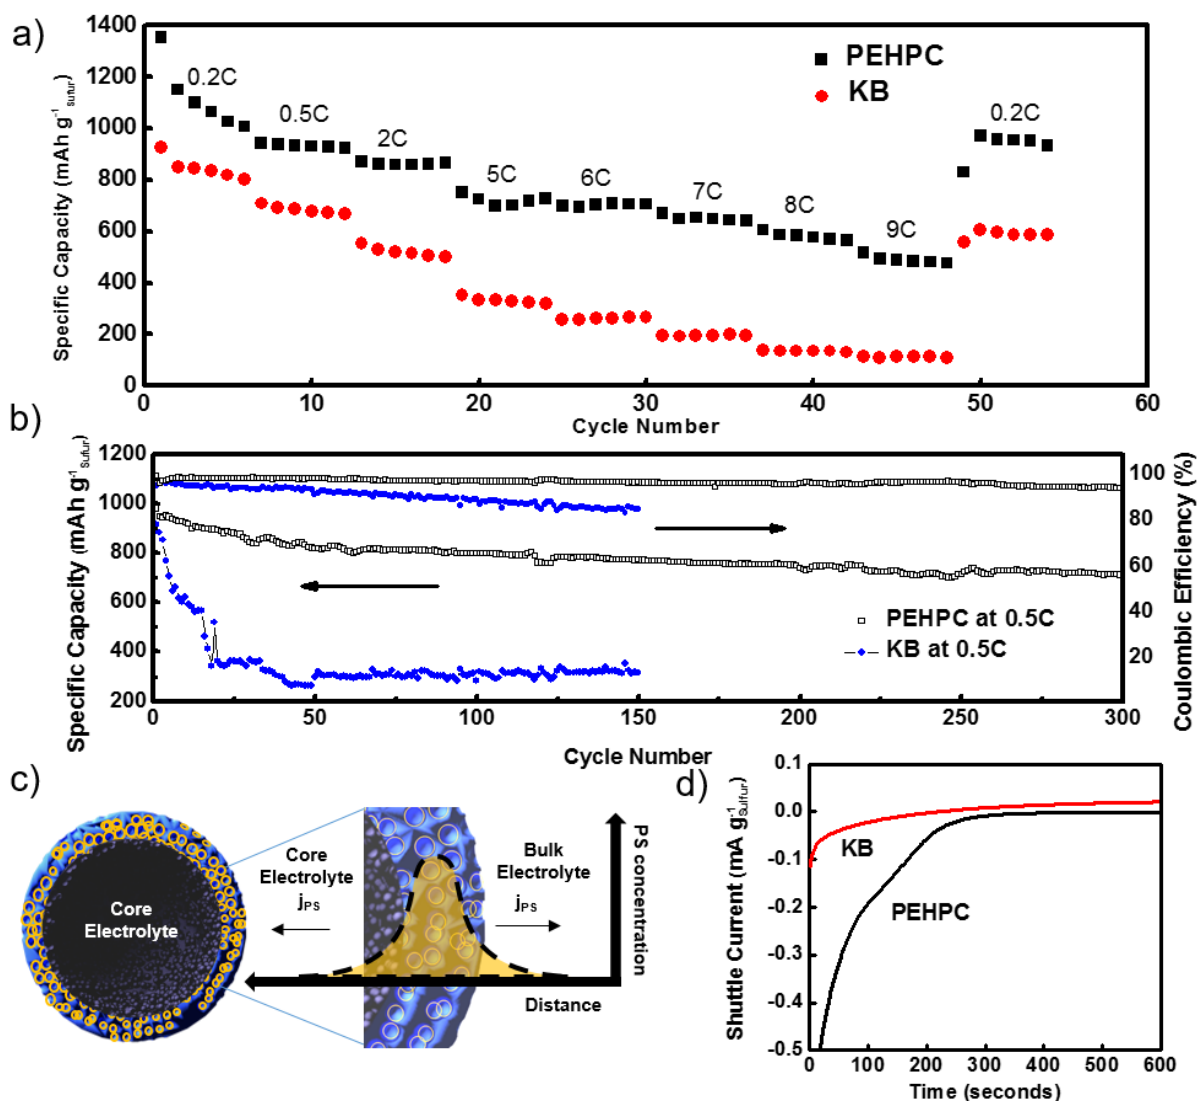 a)
Specific Capacity (mAh g⁻¹ Sulfur)
1400
1200
1000
800
600
400
200
0
0.2C
0.5C
2C
5C
6C
7C
8C
9C
0.2C
PEHPC
KB
0
10
20
30
40
50
60
Cycle Number
b)
Specific Capacity (mAh g⁻¹ Sulfur)
1200
1000
800
600
400
200
100
80
60
40
20
Coulombic Efficiency (%)
PEHPC at 0.5C
KB at 0.5C
0
50
100
150
200
250
300
Cycle Number
c)
Core
Electrolyte
Core
Electrolyte
jPS
Bulk
Electrolyte
jPS
PS concentration
Distance
d)
Shuttle Current (mA g⁻¹ Sulfur)
0.1
0.0
-0.1
-0.2
-0.3
-0.4
-0.5
KB
PEHPC
0
100
200
300
400
500
600
Time (seconds)